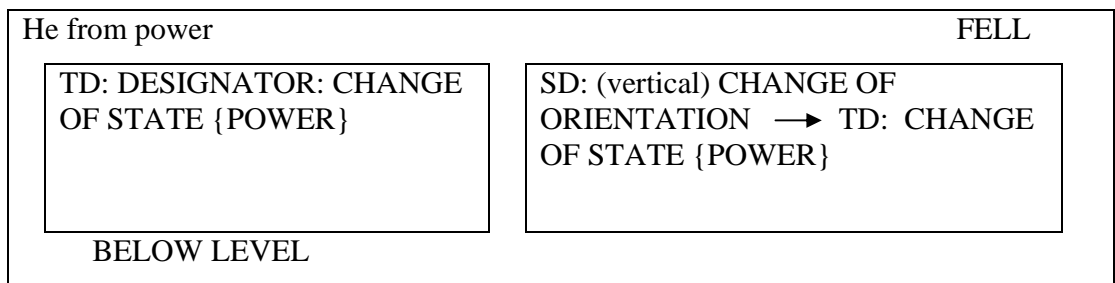 He from power FELL
TD: DESIGNATOR: CHANGE
OF STATE {POWER}
SD: (vertical) CHANGE OF
ORIENTATION → TD: CHANGE
OF STATE {POWER}
BELOW LEVEL